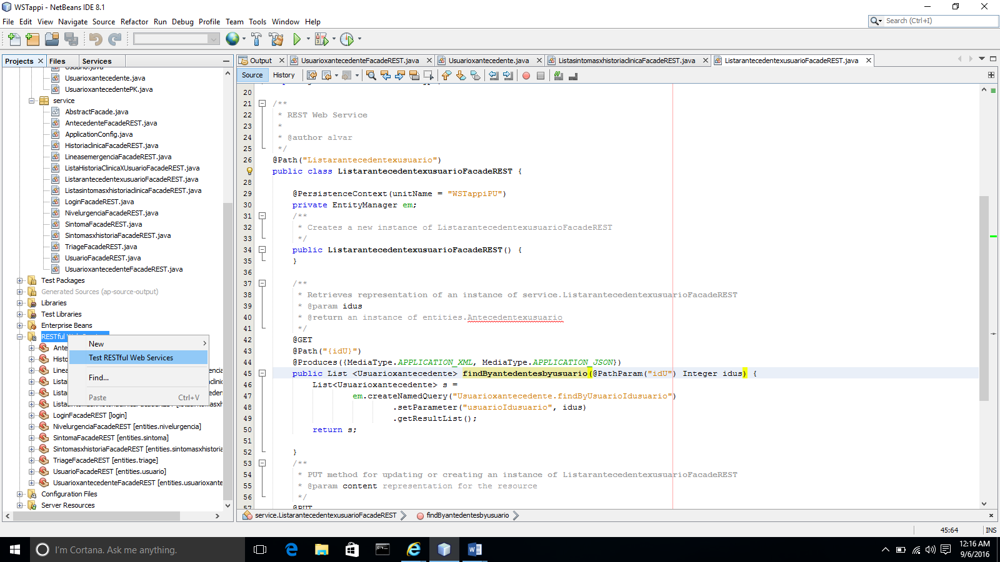 WSTappi - NetBeans IDE 8.1
File Edit View Navigate Source Refactor Run Debug Profile Team Tools Window Help
Search (Ctrl+I)
Projects Files Services
Usuario.java
Usuarioxantecedente.java
UsuarioxantecedentePK.java
service
AbstractFacade.java
AntecedenteFacadeREST.java
ApplicationConfig.java
HistoriaclinicaFacadeREST.java
LineasemergenciaFacadeREST.java
ListaHistoriaClinicaXUsuarioFacadeREST.java
ListarantecedentexusuarioFacadeREST.java
ListasintomasxhistoriaclinicaFacadeREST.java
LoginFacadeREST.java
NivelurgenciaFacadeREST.java
SintomaFacadeREST.java
SintomasxhistoriaFacadeREST.java
TriageFacadeREST.java
UsuarioFacadeREST.java
UsuarioxantecedenteFacadeREST.java
Test Packages
Generated Sources (ap-source-output)
Libraries
Test Libraries
Enterprise Beans
RESTful
Ante
Histo
Linea
Lista
Lista
Lista
LoginFacadeREST [login]
NivelurgenciaFacadeREST [entities.nivelurgencia]
SintomaFacadeREST [entities.sintoma]
SintomasxhistoriaFacadeREST [entities.sintomasxhistoria
TriageFacadeREST [entities.triage]
UsuarioFacadeREST [entities.usuario]
UsuarioxantecedenteFacadeREST [entities.usuarioxante
Configuration Files
Server Resources
New
Test RESTful Web Services
Find...
Paste Ctrl+V
Output UsuarioxantecedenteFacadeREST.java Usuarioxantecedente.java ListasintomasxhistoriaclinicaFacadeREST.java ListarantecedentexusuarioFacadeREST.java
Source History
20
21 /**
22 * REST Web Service
23 *
24 * @author alvar
25 */
26 @Path("Listarantecedentexusuario")
public class ListarantecedentexusuarioFacadeREST {
28
29 @PersistenceContext(unitName = "WSTappiPU")
30 private EntityManager em;
31 /**
32 * Creates a new instance of ListarantecedentexusuarioFacadeREST
33 */
34 public ListarantecedentexusuarioFacadeREST() {
35 }
36
37 /**
38 * Retrieves representation of an instance of service.ListarantecedentexusuarioFacadeREST
39 * @param idus
40 * @return an instance of entities.Antecedentexusuario
41 */
42 @GET
43 @Path("{idU}")
44 @Produces({MediaType.APPLICATION_XML, MediaType.APPLICATION_JSON})
45 public List <Usuarioxantecedente> findByantedentesbyusuario(@PathParam("idU") Integer idus) {
46 List<Usuarioxantecedente> s =
47 em.createNamedQuery("Usuarioxantecedente.findByUsuarioIdusuario")
48 .setParameter("usuarioIdusuario", idus)
49 .getResultList();
50 return s;
51
52 }
53 /**
54 * PUT method for updating or creating an instance of ListarantecedentexusuarioFacadeREST
55 * @param content representation for the resource
56 */
57 @PUT
service.ListarantecedentexusuarioFacadeREST findByantedentesbyusuario
45:64 INS
I'm Cortana. Ask me anything.
12:16 AM
9/6/2016